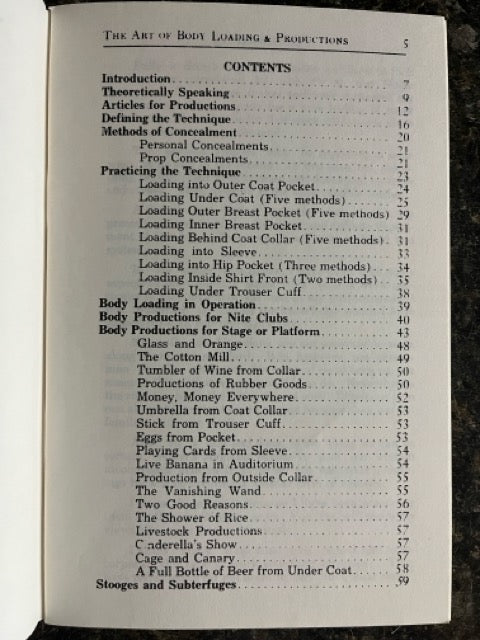 THE ART OF BODY LOADING & PRODUCTIONS 5
CONTENTS
Introduction 7
Theoretically Speaking 9
Articles for Productions 12
Defining the Technique 16
Methods of Concealment 20
Personal Concealments 21
Prop Concealments 21
Practicing the Technique 23
Loading into Outer Coat Pocket 24
Loading Under Coat (Five methods) 25
Loading Outer Breast Pocket (Five methods) 29
Loading Inner Breast Pocket 31
Loading Behind Coat Collar (Five methods) 31
Loading into Sleeve 33
Loading into Hip Pocket (Three methods) 34
Loading Inside Shirt Front (Two methods) 35
Loading Under Trouser Cuff 38
Body Loading in Operation 39
Body Productions for Nite Clubs 40
Body Productions for Stage or Platform 43
Glass and Orange 48
The Cotton Mill 49
Tumbler of Wine from Collar 50
Productions of Rubber Goods 50
Money, Money Everywhere 52
Umbrella from Coat Collar 53
Stick from Trouser Cuff 53
Eggs from Pocket 53
Playing Cards from Sleeve 54
Live Banana in Auditorium 54
Production from Outside Collar 55
The Vanishing Wand 55
Two Good Reasons 56
The Shower of Rice 57
Livestock Productions 57
Cinderella's Show 57
Cage and Canary 57
A Full Bottle of Beer from Under Coat 58
Stooges and Subterfuges 59